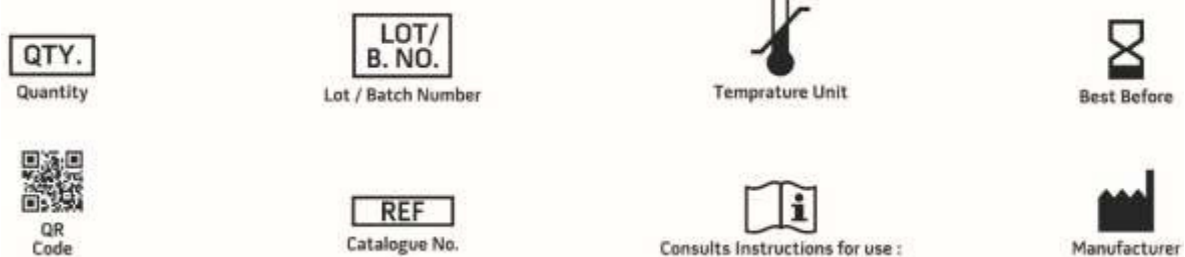 QTY.
Quantity
LOT/
B. NO.
Lot / Batch Number
Temprature Unit
Best Before
QR
Code
REF
Catalogue No.
i
Consults Instructions for use :
Manufacturer